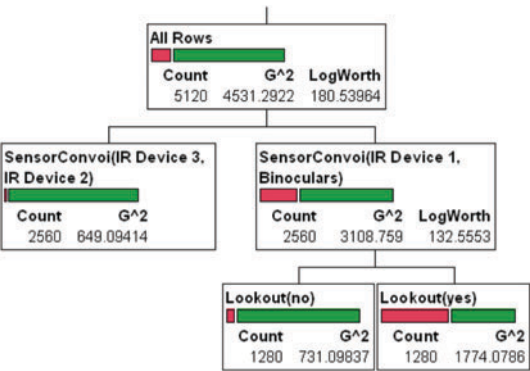 All Rows
Count G^2 LogWorth
5120 4531.2922 180.53964
SensorConvoi(IR Device 3,
IR Device 2)
Count G^2
2560 649.09414
SensorConvoi(IR Device 1,
Binoculars)
Count G^2 LogWorth
2560 3108.759 132.5553
Lookout(no)
Count G^2
1280 731.09837
Lookout(yes)
Count G^2
1280 1774.0786